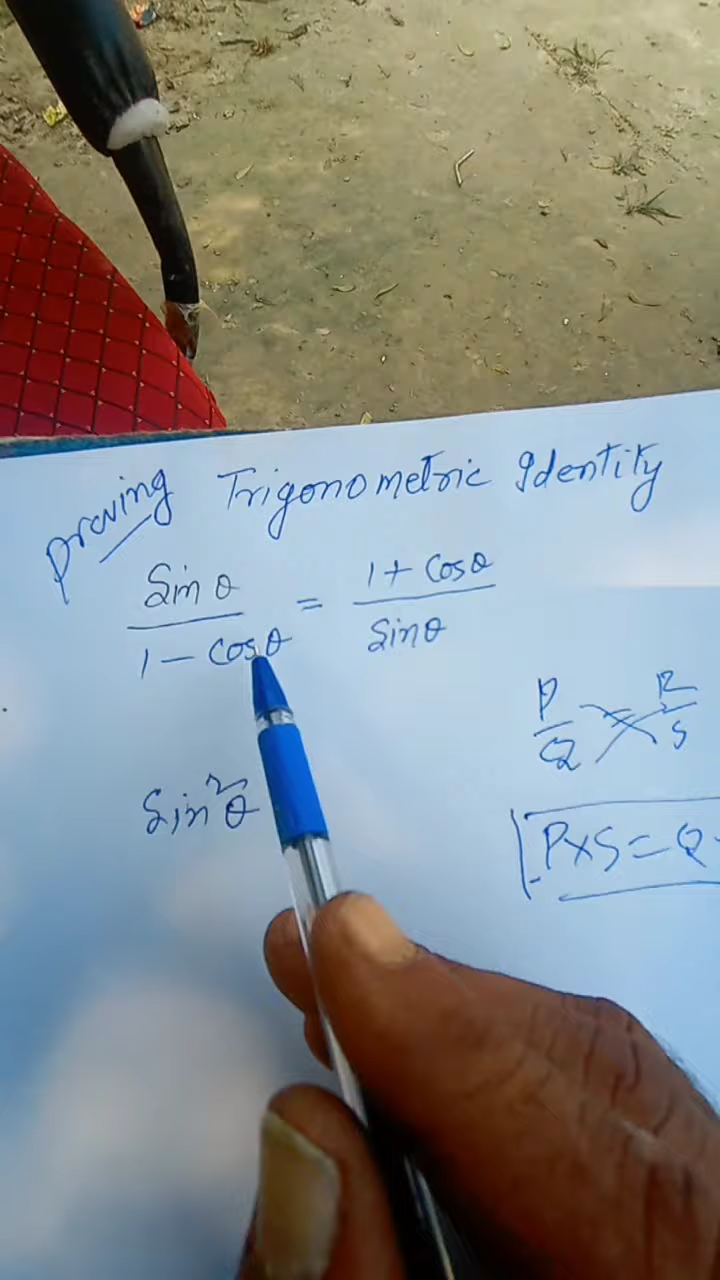 Proving Trigonometric Identity
Sinθ / 1 - Cosθ = 1 + Cosθ / Sinθ
P/Q = R/S
Sin²θ
P×S = Q